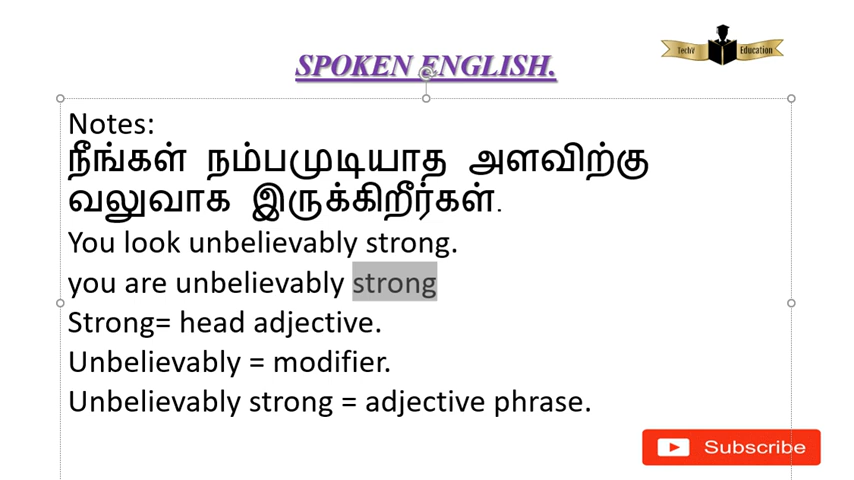 SPOKEN ENGLISH.
TechV Education
Notes:
நீங்கள் நம்பமுடியாத அளவிற்கு
வலுவாக இருக்கிறீர்கள்.
You look unbelievably strong.
you are unbelievably strong
Strong= head adjective.
Unbelievably = modifier.
Unbelievably strong = adjective phrase.
Subscribe